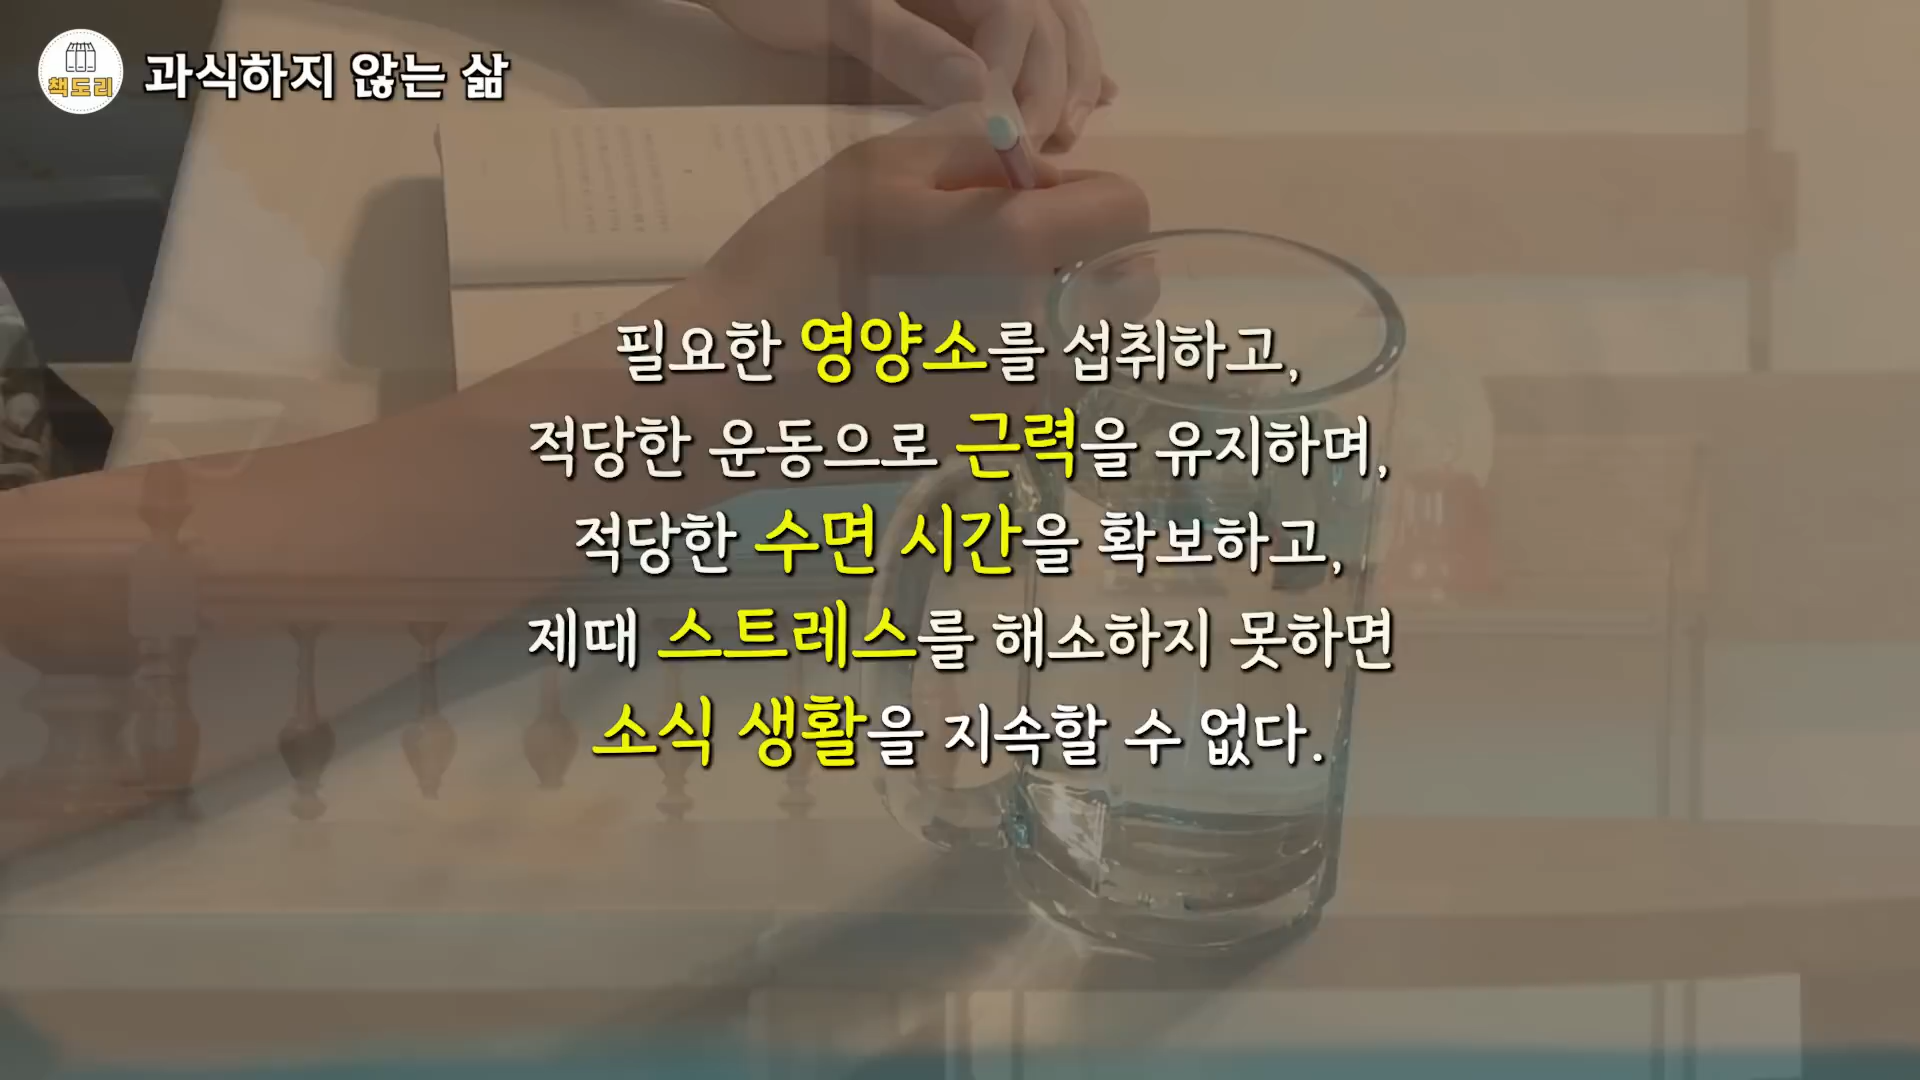 책도리
과식하지 않는 삶
필요한 영양소를 섭취하고,
적당한 운동으로 근력을 유지하며,
적당한 수면 시간을 확보하고,
제때 스트레스를 해소하지 못하면
소식 생활을 지속할 수 없다.